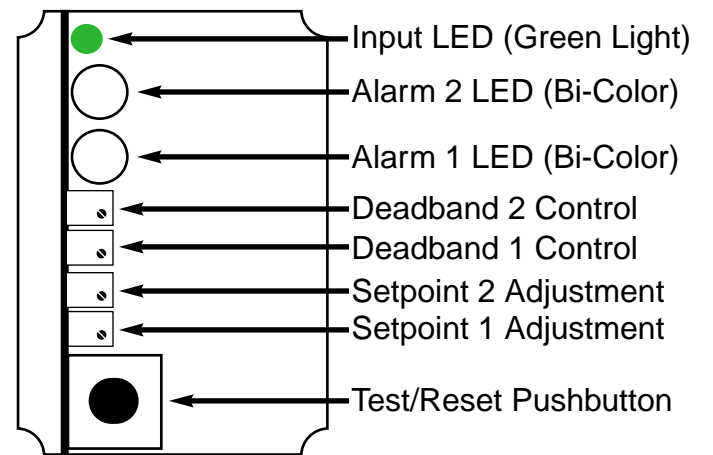 Input LED (Green Light)
Alarm 2 LED (Bi-Color)
Alarm 1 LED (Bi-Color)
Deadband 2 Control
Deadband 1 Control
Setpoint 2 Adjustment
Setpoint 1 Adjustment
Test/Reset Pushbutton